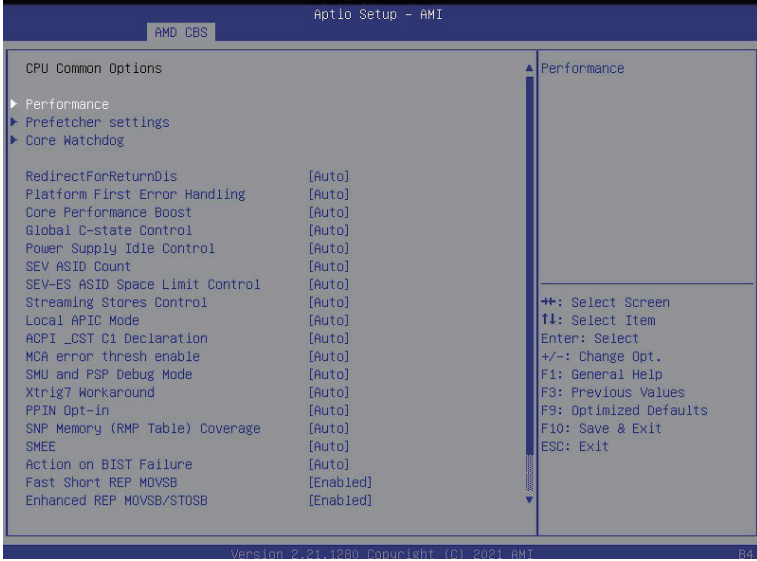 Aptio Setup – AMI
AMD CBS
CPU Common Options
Performance
Prefetcher settings
Core Watchdog
RedirectForReturnDis [Auto]
Platform First Error Handling [Auto]
Core Performance Boost [Auto]
Global C-state Control [Auto]
Power Supply Idle Control [Auto]
SEV ASID Count [Auto]
SEV-ES ASID Space Limit Control [Auto]
Streaming Stores Control [Auto]
Local APIC Mode [Auto]
ACPI _CST C1 Declaration [Auto]
MCA error thresh enable [Auto]
SMU and PSP Debug Mode [Auto]
Xtrig7 Workaround [Auto]
PPIN Opt-in [Auto]
SNP Memory (RMP Table) Coverage [Auto]
SMEE [Auto]
Action on BIST Failure [Auto]
Fast Short REP MOVSB [Enabled]
Enhanced REP MOVSB/STOSB [Enabled]
Performance
→←: Select Screen
↑↓: Select Item
Enter: Select
+/-: Change Opt.
F1: General Help
F3: Previous Values
F9: Optimized Defaults
F10: Save & Exit
ESC: Exit
Version 2.21.1280 Copyright (C) 2021 AMI
B4